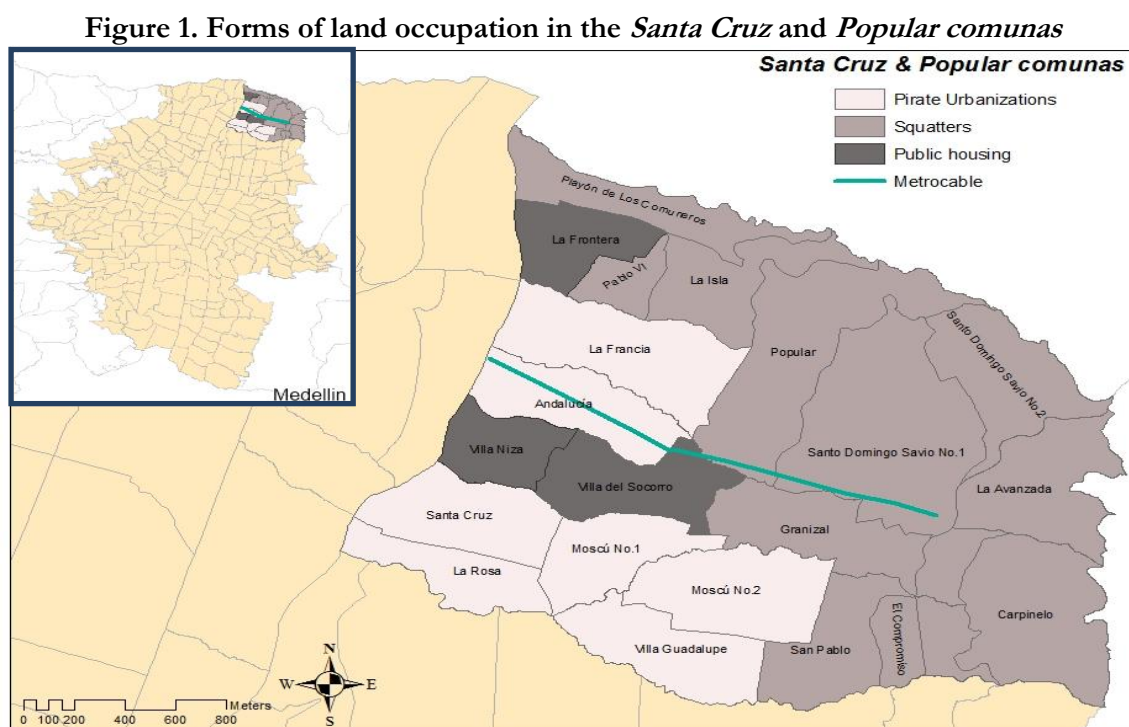 Figure 1. Forms of land occupation in the Santa Cruz and Popular comunas
Santa Cruz & Popular comunas
Pirate Urbanizations
Squatters
Public housing
Metrocable
Medellin
Playón de Los Comuneros
La Frontera
Pablo VI
La Isla
La Francia
Popular
Santo Domingo Savio No.2
Andalucía
Villa Niza
Villa del Socorro
Santo Domingo Savio No.1
La Avanzada
Santa Cruz
Granizal
Moscú No.1
La Rosa
Moscú No.2
Carpinelo
El Compromiso
Villa Guadalupe
San Pablo
N
W
E
S
Meters
0 100 200 400 600 800